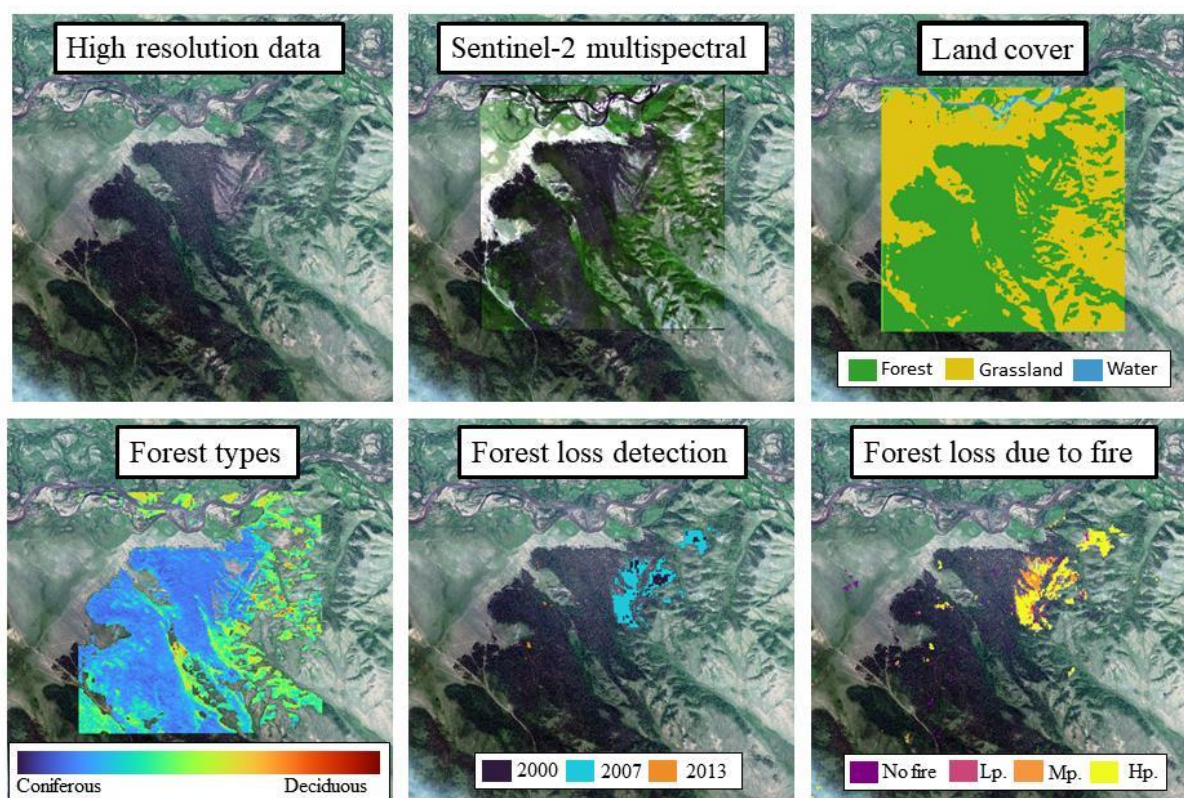 High resolution data
Sentinel-2 multispectral
Land cover
Forest Grassland Water
Forest types
Forest loss detection
Forest loss due to fire
Coniferous Deciduous
2000 2007 2013
No fire Lp. Mp. Hp.